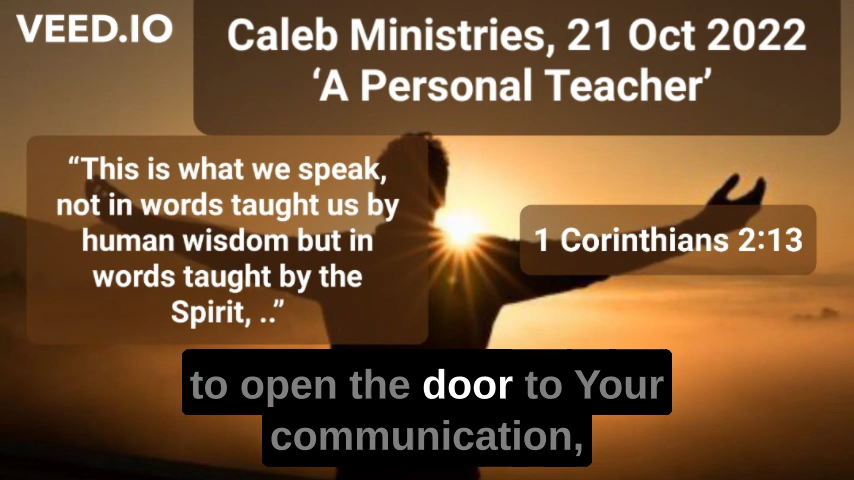 VEED.IO
Caleb Ministries, 21 Oct 2022
‘A Personal Teacher’
“This is what we speak,
not in words taught us by
human wisdom but in
words taught by the
Spirit, ..”
1 Corinthians 2:13
to open the door to Your
communication,